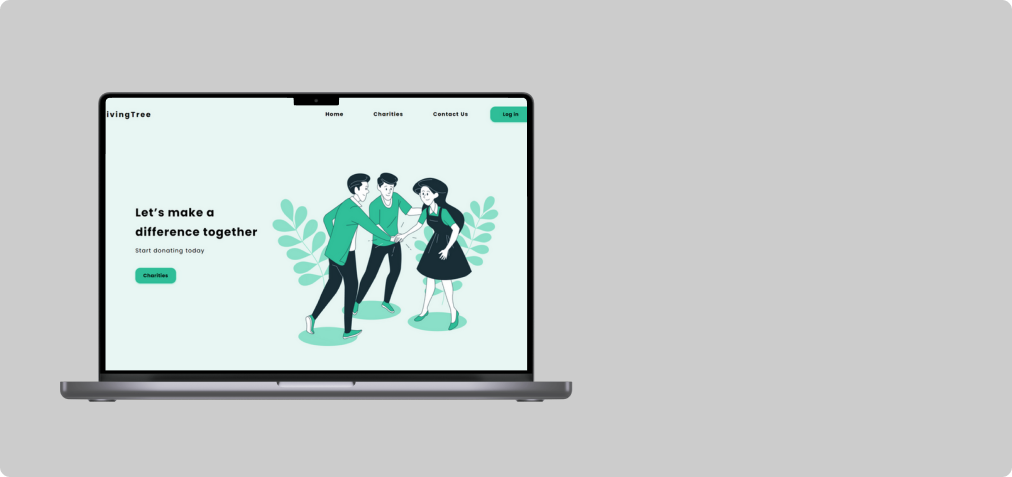 ivingTree
Home
Charities
Contact Us
Log in
Let's make a
difference together
Start donating today
Charities